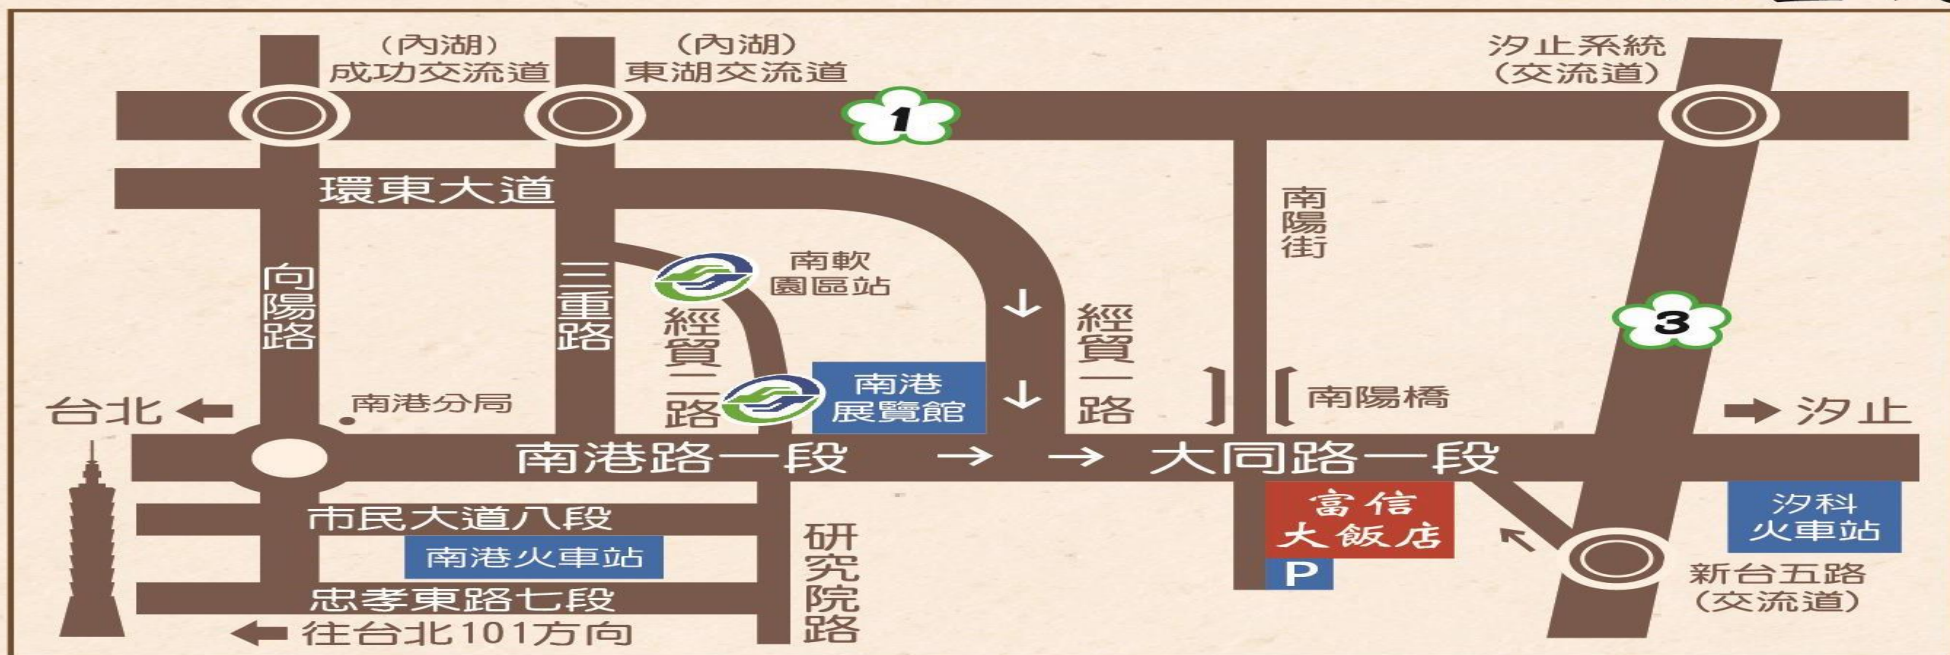 (內湖)
成功交流道
(內湖)
東湖交流道
汐止系統
(交流道)
1
環東大道
南陽街
向陽路
三重路
南軟
園區站
經貿二路
經貿一路
3
南港
展覽館
南港分局
台北
南陽橋
汐止
南港路一段
大同路一段
富信
大飯店
P
汐科
火車站
市民大道八段
南港火車站
研究院路
忠孝東路七段
新台五路
(交流道)
往台北101方向